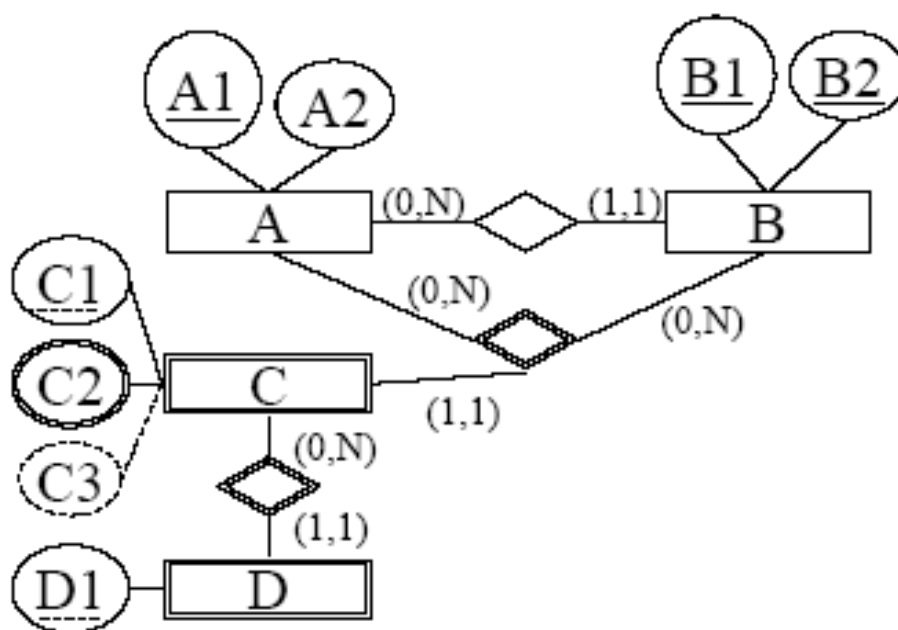 A1 A2 B1 B2
A (0,N) (1,1) B
C1 (0,N) (0,N)
C2 C (1,1)
C3 (0,N)
(1,1)
D1 D